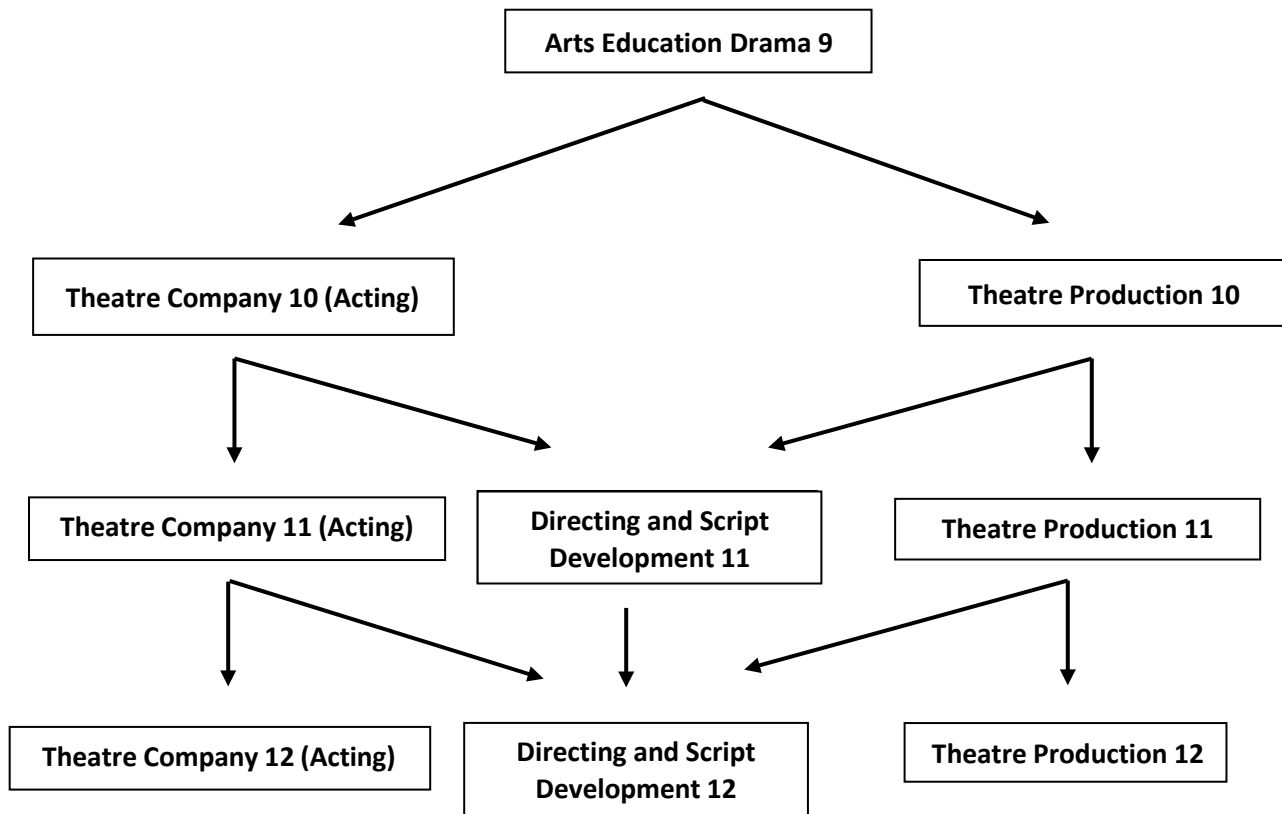 Arts Education Drama 9
Theatre Company 10 (Acting)
Theatre Production 10
Theatre Company 11 (Acting)
Directing and Script
Development 11
Theatre Production 11
Theatre Company 12 (Acting)
Directing and Script
Development 12
Theatre Production 12